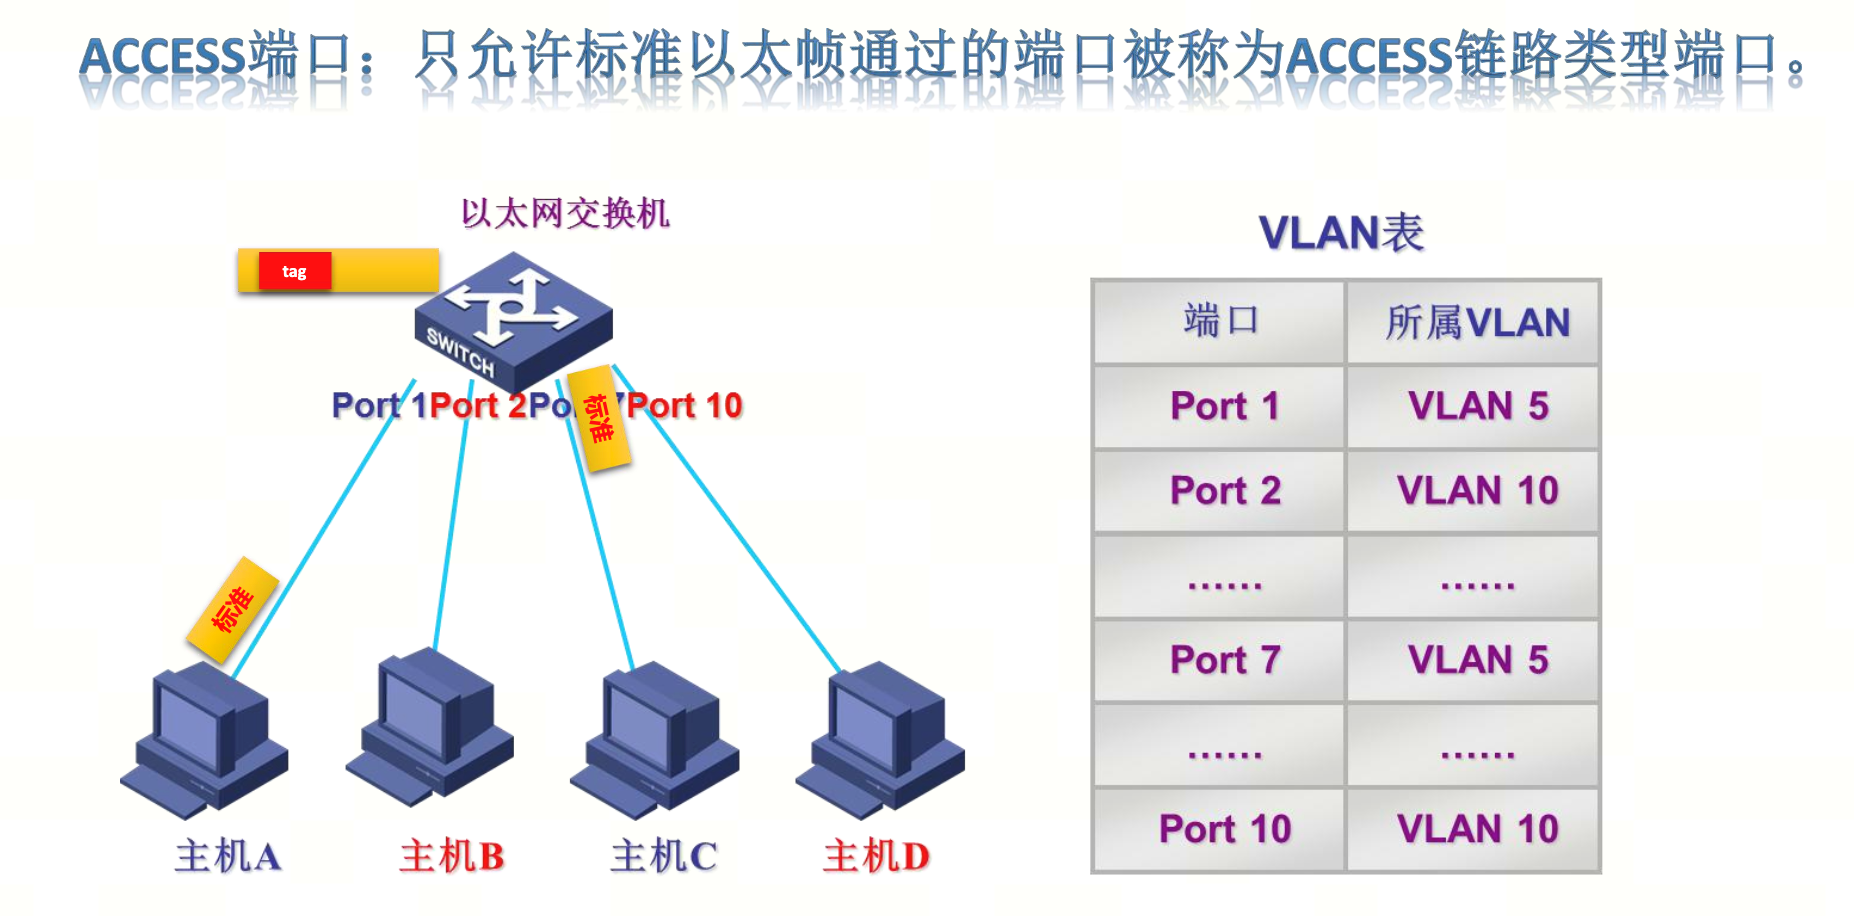 ACCESS端口：只允许标准以太帧通过的端口被称为ACCESS链路类型端口。
以太网交换机
tag
SWITCH
Port 1
Port 2
Port 10
标准
标准
主机A
主机B
主机C
主机D
VLAN表
端口 所属VLAN
Port 1 VLAN 5
Port 2 VLAN 10
...... ......
Port 7 VLAN 5
...... ......
Port 10 VLAN 10